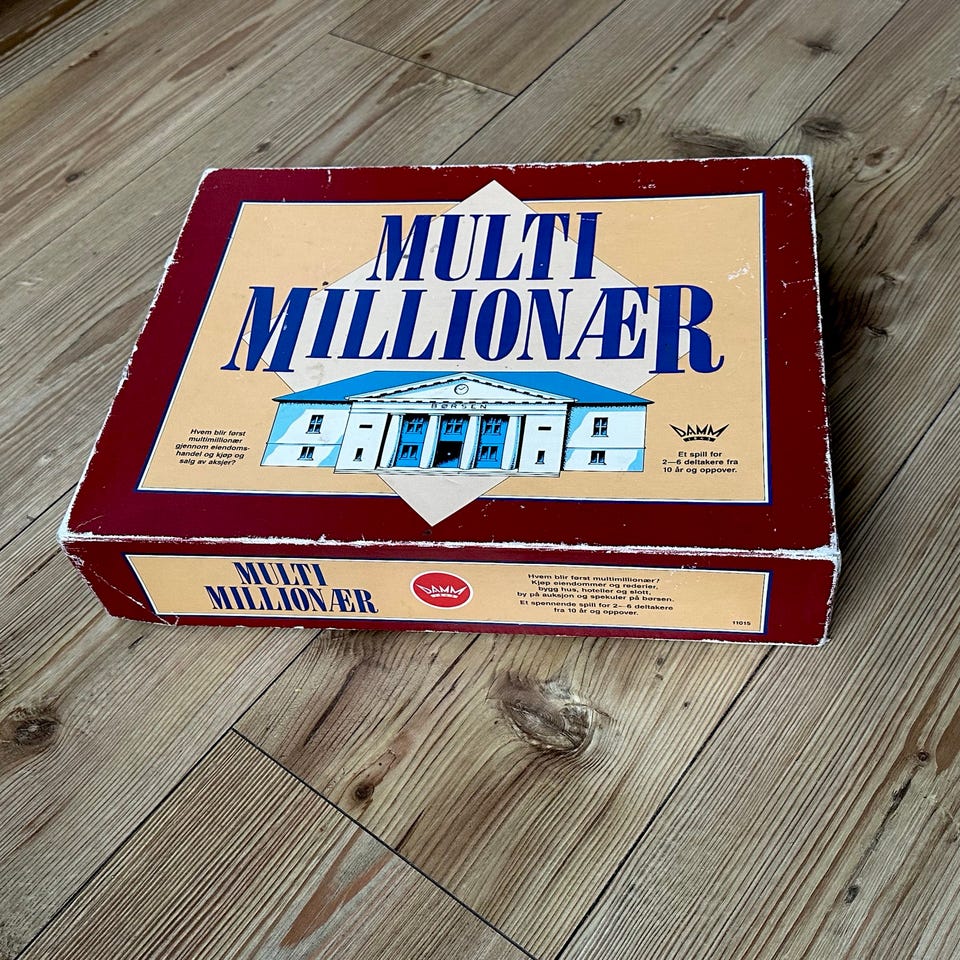 MULTI
MILLIONÆR
BØRSEN
Hvem blir først
multimillionær
gjennom eiendoms-
handel og kjøp og
salg av aksjer?
DAMM
Et spill for
2—6 deltakere fra
10 år og oppover.
MULTI
MILLIONÆR
DAMM
Hvem blir først multimillionær?
Kjøp eiendommer og rederier,
bygg hus, hoteller og slott,
by på auksjon og spekuler på børsen.
Et spennende spill for 2—6 deltakere
fra 10 år og oppover.
11015